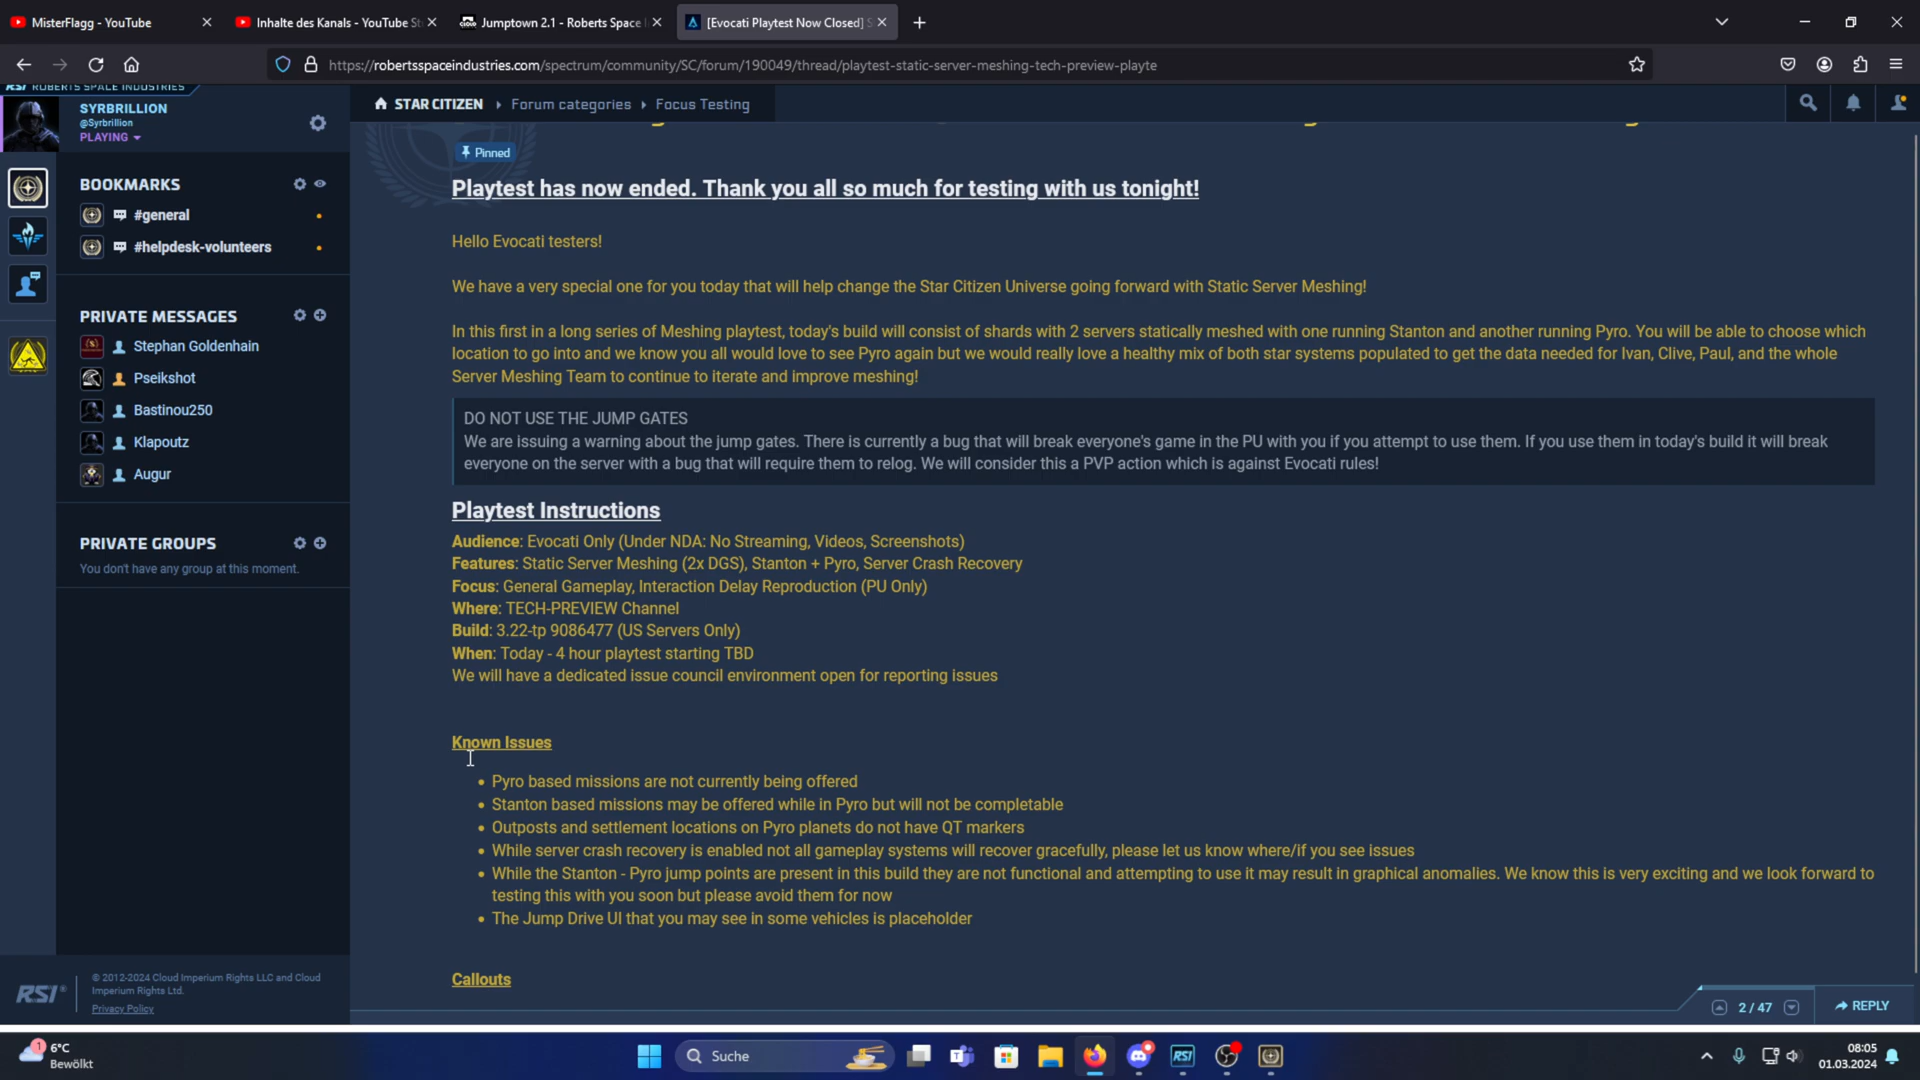 MisterFlagg - YouTube
Inhalte des Kanals - YouTube St
Jumptown 2.1 - Roberts Space I
[Evocati Playtest Now Closed] S
https://robertsspaceindustries.com/spectrum/community/SC/forum/190049/thread/playtest-static-server-meshing-tech-preview-playte
RSI ROBERTS SPACE INDUSTRIES
SYRBRILLION
@Syrbrillion
PLAYING
STAR CITIZEN
Forum categories
Focus Testing
BOOKMARKS
#general
#helpdesk-volunteers
PRIVATE MESSAGES
Stephan Goldenhain
Pseikshot
Bastinou250
Klapoutz
Augur
PRIVATE GROUPS
You don't have any group at this moment.
RSI
© 2012-2024 Cloud Imperium Rights LLC and Cloud
Imperium Rights Ltd.
Privacy Policy
Pinned
Playtest has now ended. Thank you all so much for testing with us tonight!
Hello Evocati testers!
We have a very special one for you today that will help change the Star Citizen Universe going forward with Static Server Meshing!
In this first in a long series of Meshing playtest, today's build will consist of shards with 2 servers statically meshed with one running Stanton and another running Pyro. You will be able to choose which
location to go into and we know you all would love to see Pyro again but we would really love a healthy mix of both star systems populated to get the data needed for Ivan, Clive, Paul, and the whole
Server Meshing Team to continue to iterate and improve meshing!
DO NOT USE THE JUMP GATES
We are issuing a warning about the jump gates. There is currently a bug that will break everyone's game in the PU with you if you attempt to use them. If you use them in today's build it will break
everyone on the server with a bug that will require them to relog. We will consider this a PVP action which is against Evocati rules!
Playtest Instructions
Audience: Evocati Only (Under NDA: No Streaming, Videos, Screenshots)
Features: Static Server Meshing (2x DGS), Stanton + Pyro, Server Crash Recovery
Focus: General Gameplay, Interaction Delay Reproduction (PU Only)
Where: TECH-PREVIEW Channel
Build: 3.22-tp 9086477 (US Servers Only)
When: Today - 4 hour playtest starting TBD
We will have a dedicated issue council environment open for reporting issues
Known Issues
• Pyro based missions are not currently being offered
• Stanton based missions may be offered while in Pyro but will not be completable
• Outposts and settlement locations on Pyro planets do not have QT markers
• While server crash recovery is enabled not all gameplay systems will recover gracefully, please let us know where/if you see issues
• While the Stanton - Pyro jump points are present in this build they are not functional and attempting to use it may result in graphical anomalies. We know this is very exciting and we look forward to
testing this with you soon but please avoid them for now
• The Jump Drive UI that you may see in some vehicles is placeholder
Callouts
2 / 47
REPLY
1
6°C
Bewölkt
Suche
RSI
08:05
01.03.2024